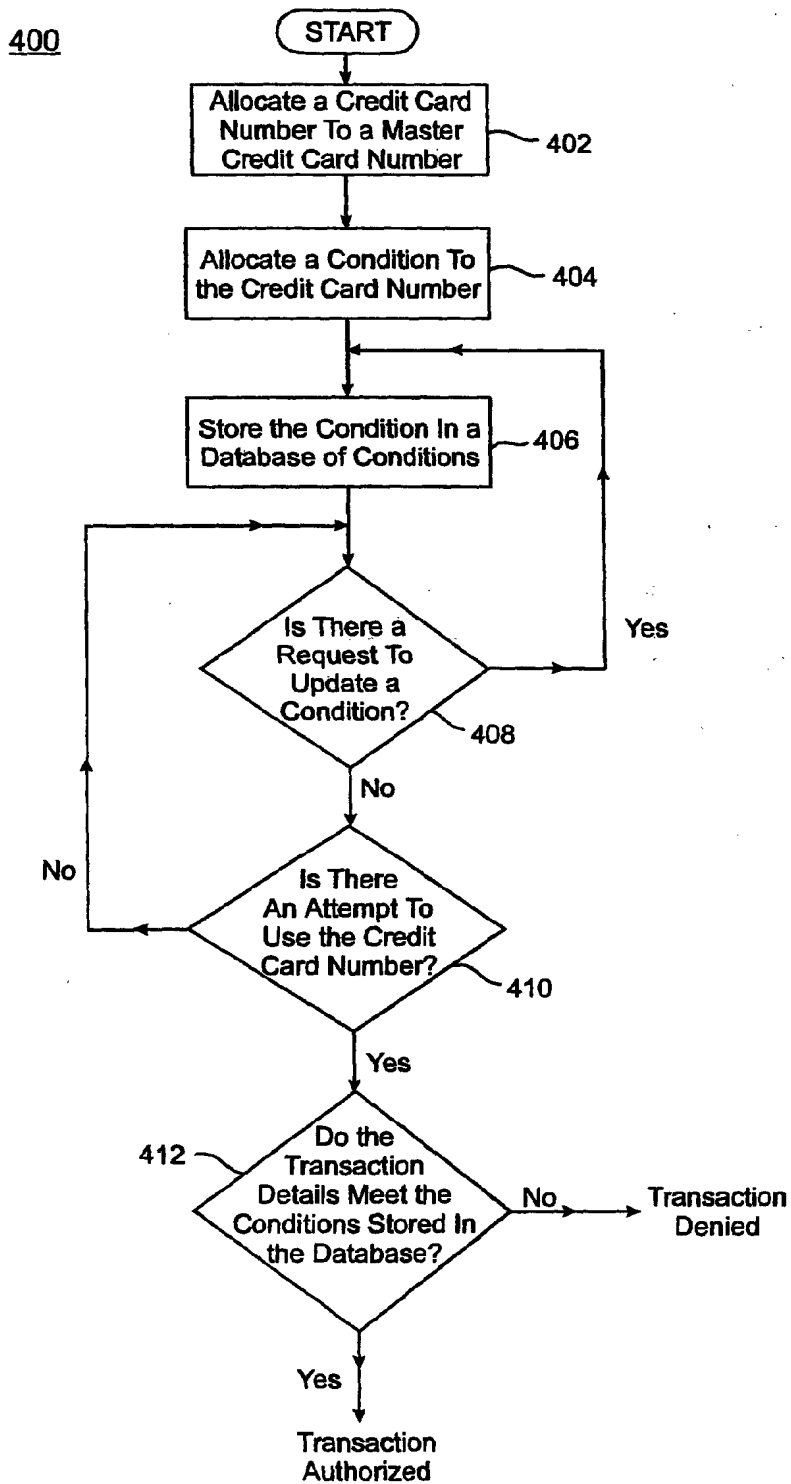 400
START
Allocate a Credit Card
Number To a Master
Credit Card Number
402
Allocate a Condition To
the Credit Card Number
404
Store the Condition In a
Database of Conditions
406
Is There a
Request To
Update a
Condition?
408
Yes
No
Is There
An Attempt To
Use the Credit
Card Number?
410
No
Yes
412
Do the
Transaction
Details Meet the
Conditions Stored In
the Database?
No
Transaction
Denied
Yes
Transaction
Authorized